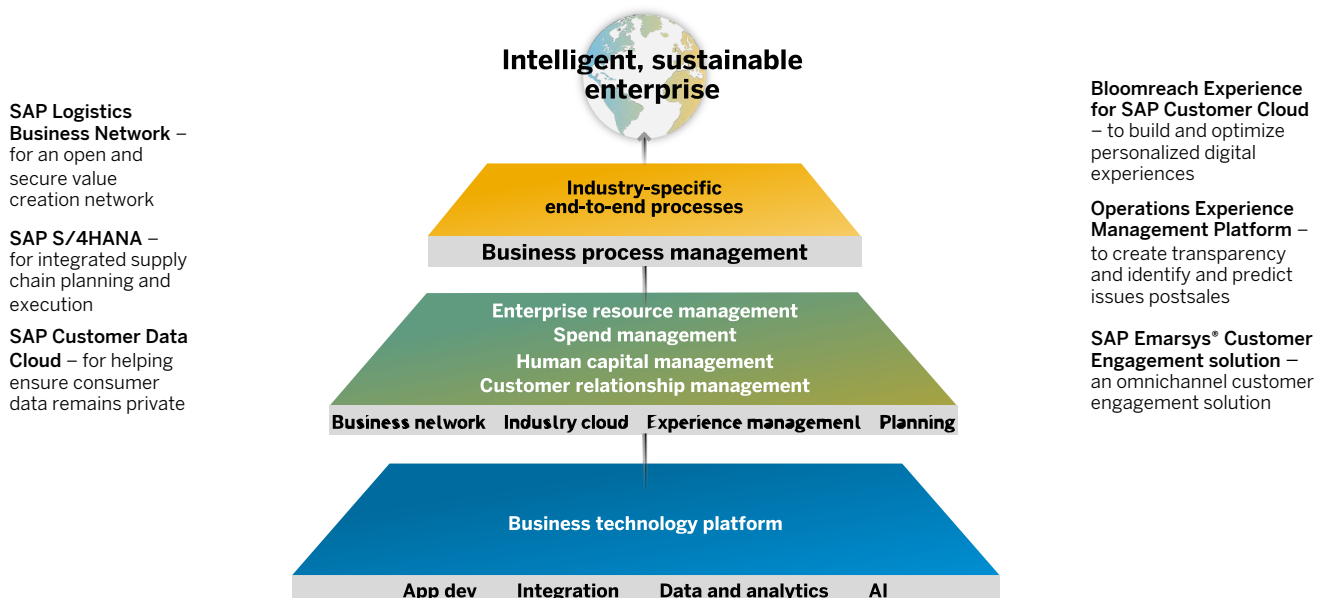 Intelligent, sustainable
enterprise
SAP Logistics
Business Network –
for an open and
secure value
creation network
SAP S/4HANA –
for integrated supply
chain planning and
execution
SAP Customer Data
Cloud – for helping
ensure consumer
data remains private
Industry-specific
end-to-end processes
Business process management
Enterprise resource management
Spend management
Human capital management
Customer relationship management
Business network Industry cloud Experience management Planning
Business technology platform
App dev Integration Data and analytics AI
Bloomreach Experience
for SAP Customer Cloud
– to build and optimize
personalized digital
experiences
Operations Experience
Management Platform –
to create transparency
and identify and predict
issues postsales
SAP Emarsys® Customer
Engagement solution –
an omnichannel customer
engagement solution